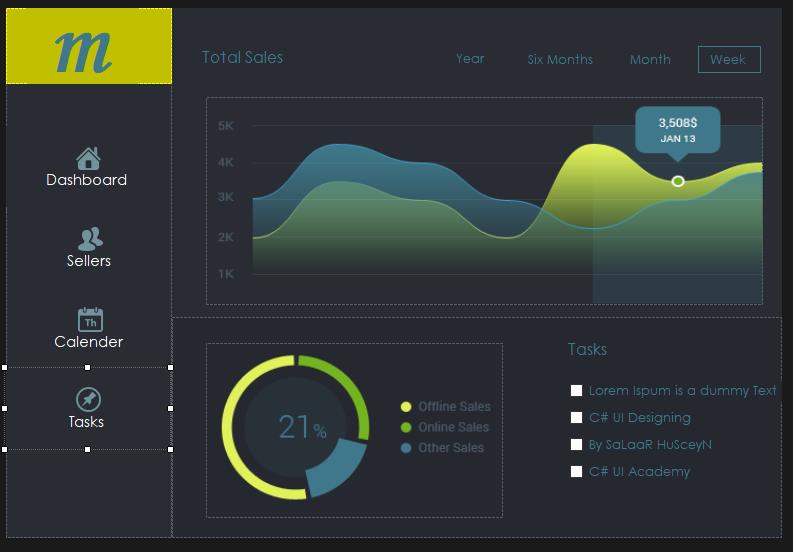 m
Total Sales
Year Six Months Month Week
5K
4K
3K
2K
1K
3,508$
JAN 13
Dashboard
Sellers
Th
Calender
Tasks
21%
Offline Sales
Online Sales
Other Sales
Tasks
Lorem Ispum is a dummy Text
C# UI Designing
By SaLaaR HuSceyN
C# UI Academy